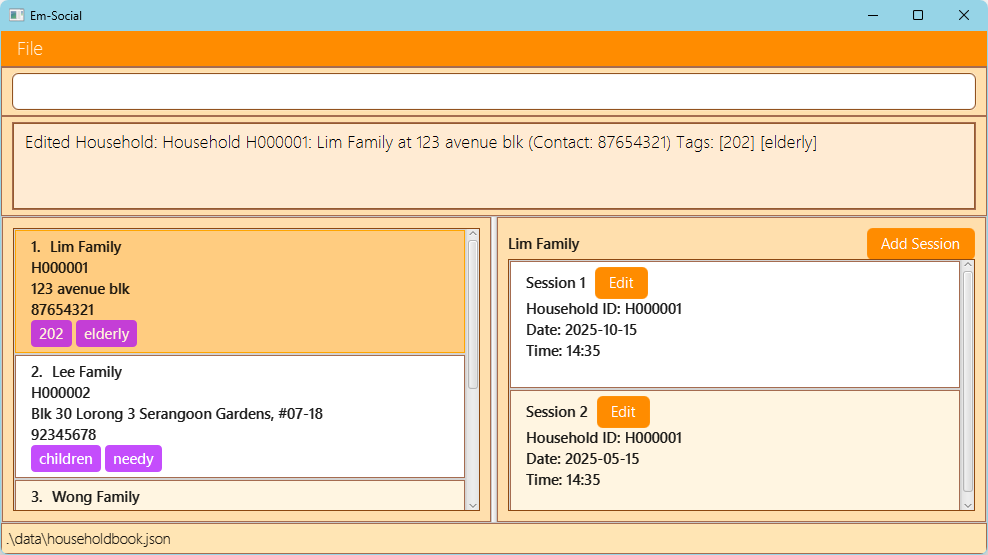 Em-Social
File
Edited Household: Household H000001: Lim Family at 123 avenue blk (Contact: 87654321) Tags: [202] [elderly]
1. Lim Family
H000001
123 avenue blk
87654321
202 elderly
2. Lee Family
H000002
Blk 30 Lorong 3 Serangoon Gardens, #07-18
92345678
children needy
3. Wong Family
Lim Family
Add Session
Session 1 Edit
Household ID: H000001
Date: 2025-10-15
Time: 14:35
Session 2 Edit
Household ID: H000001
Date: 2025-05-15
Time: 14:35
.\data\householdbook.json